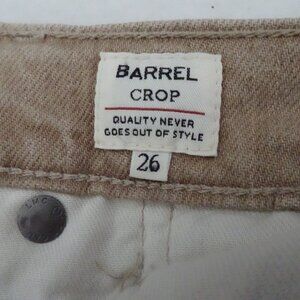 BARREL
CROP
QUALITY NEVER
GOES OUT OF STYLE
26